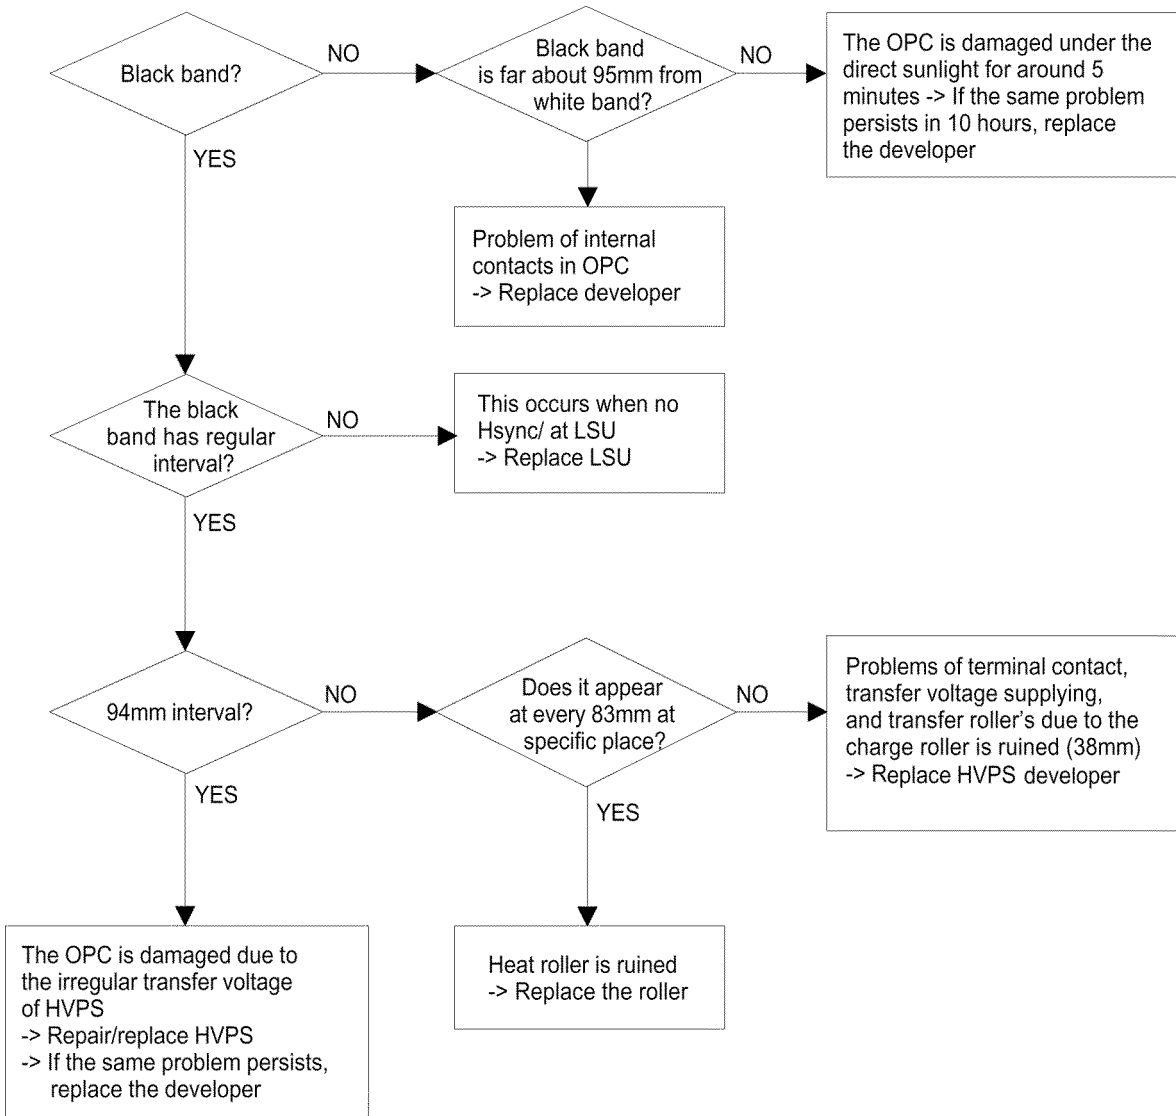 Black band?
NO
Black band
is far about 95mm from
white band?
NO
The OPC is damaged under the
direct sunlight for around 5
minutes -> If the same problem
persists in 10 hours, replace
the developer
YES
Problem of internal
contacts in OPC
-> Replace developer
The black
band has regular
interval?
NO
This occurs when no
Hsync/ at LSU
-> Replace LSU
YES
94mm interval?
NO
Does it appear
at every 83mm at
specific place?
NO
Problems of terminal contact,
transfer voltage supplying,
and transfer roller's due to the
charge roller is ruined (38mm)
-> Replace HVPS developer
YES
YES
The OPC is damaged due to
the irregular transfer voltage
of HVPS
-> Repair/replace HVPS
-> If the same problem persists,
replace the developer
Heat roller is ruined
-> Replace the roller